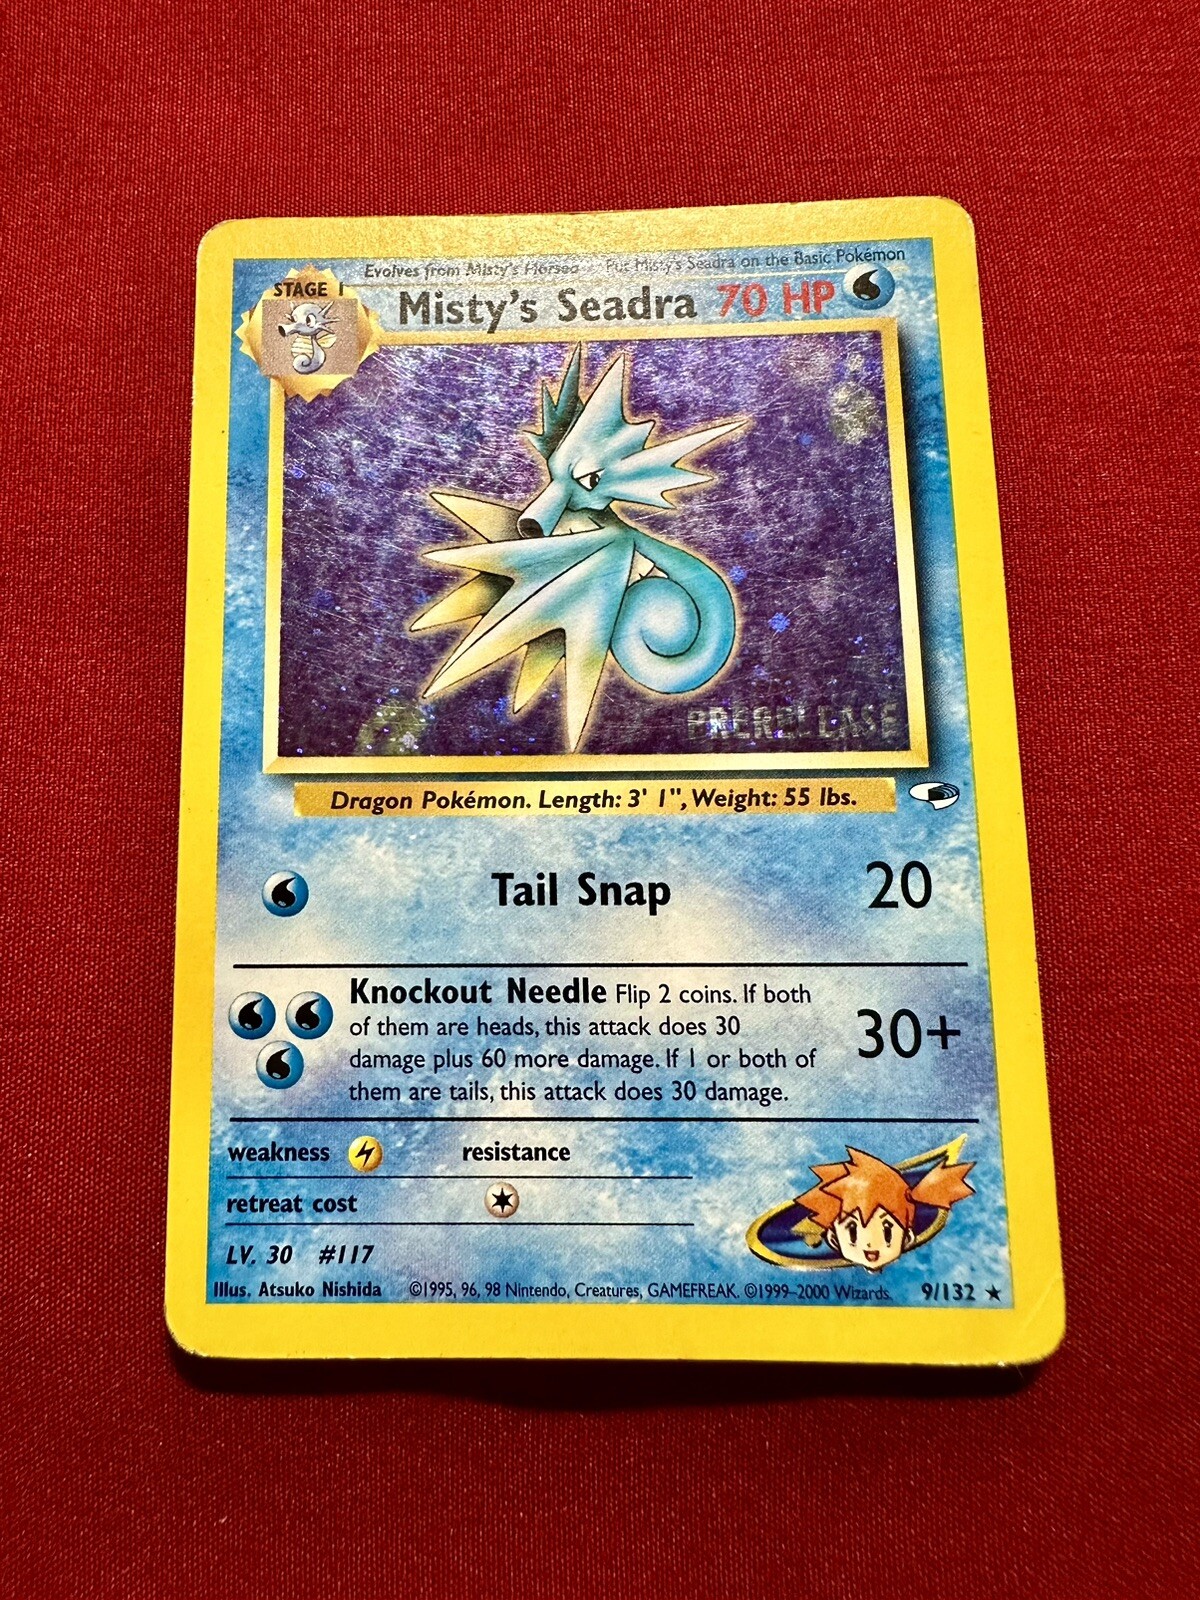 Evolves from Misty's Horsea Put Misty's Seadra on the Basic Pokémon
STAGE 1
Misty's Seadra 70 HP
PRERELEASE
Dragon Pokémon. Length: 3' 1", Weight: 55 lbs.
Tail Snap 20
Knockout Needle Flip 2 coins. If both
of them are heads, this attack does 30
damage plus 60 more damage. If 1 or both of
them are tails, this attack does 30 damage.
30+
weakness resistance
retreat cost
LV. 30 #117
Illus. Atsuko Nishida ©1995, 96, 98 Nintendo, Creatures, GAMEFREAK. ©1999–2000 Wizards. 9/132 ★